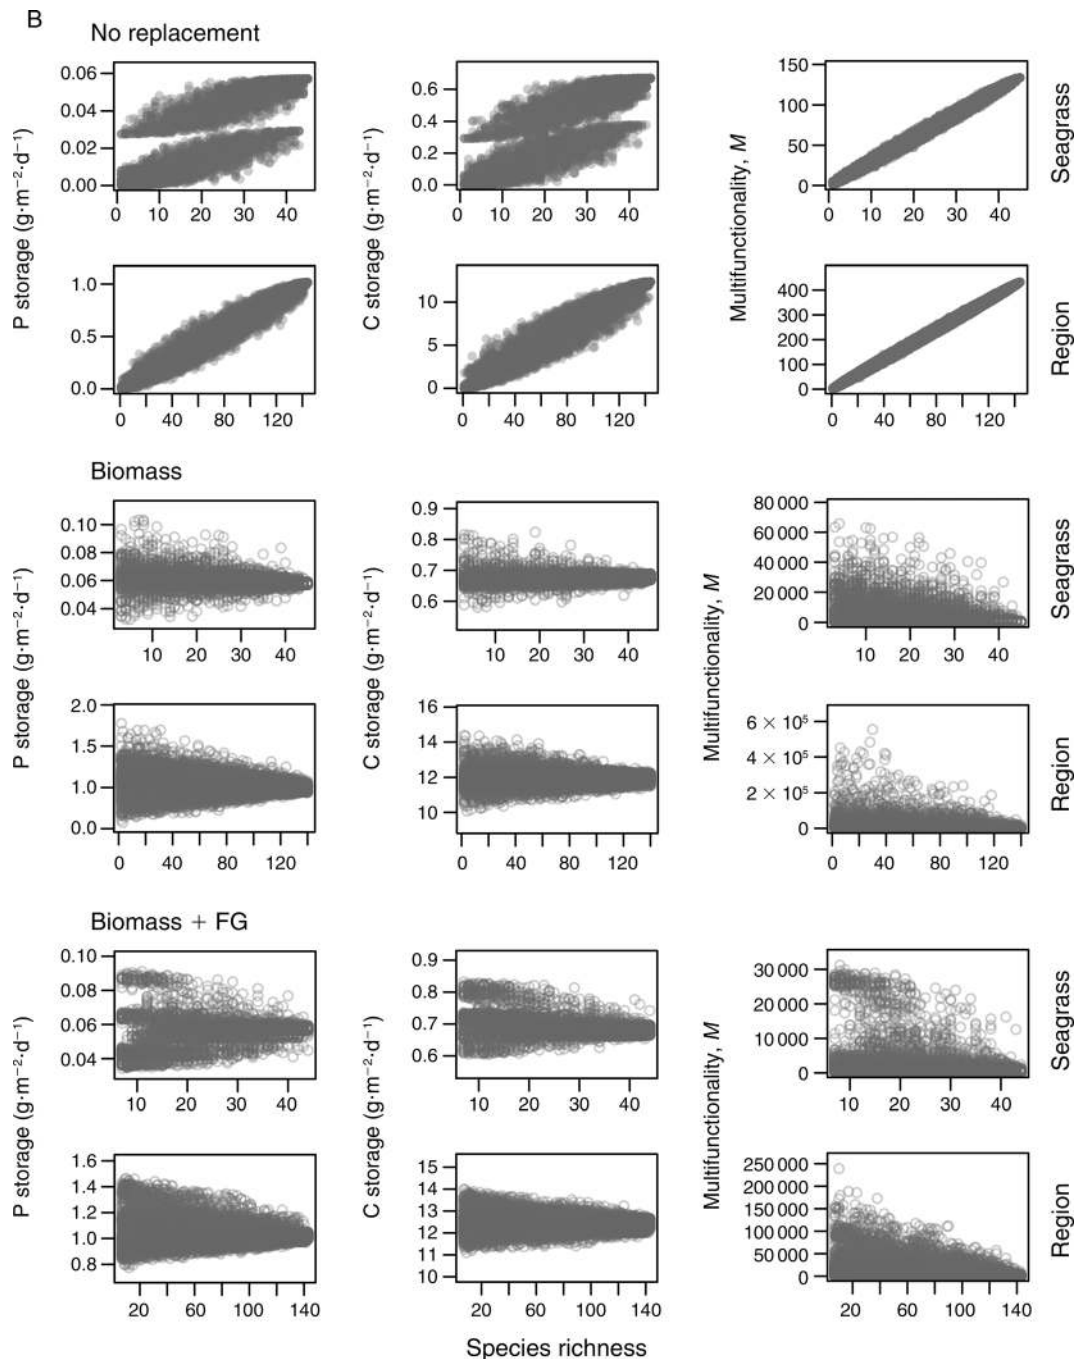 B
No replacement
P storage (g·m⁻²·d⁻¹)
0.06
0.04
0.02
0.00
0 10 20 30 40
C storage (g·m⁻²·d⁻¹)
0.6
0.4
0.2
0.0
0 10 20 30 40
Multifunctionality, M
150
100
50
0
0 10 20 30 40
Seagrass
1.0
0.5
0.0
0 40 80 120
10
5
0
0 40 80 120
400
300
200
100
0
0 40 80 120
Region
Biomass
P storage (g·m⁻²·d⁻¹)
0.10
0.08
0.06
0.04
10 20 30 40
C storage (g·m⁻²·d⁻¹)
0.9
0.8
0.7
0.6
10 20 30 40
Multifunctionality, M
80 000
60 000
40 000
20 000
0
10 20 30 40
Seagrass
2.0
1.5
1.0
0.0
0 40 80 120
16
14
12
10
0 40 80 120
6 × 10⁵
4 × 10⁵
2 × 10⁵
0
0 40 80 120
Region
Biomass + FG
P storage (g·m⁻²·d⁻¹)
0.10
0.08
0.06
0.04
10 20 30 40
C storage (g·m⁻²·d⁻¹)
0.9
0.8
0.7
0.6
10 20 30 40
Multifunctionality, M
30 000
20 000
10 000
0
10 20 30 40
Seagrass
1.6
1.4
1.2
1.0
0.8
20 60 100 140
15
14
13
12
11
10
20 60 100 140
250 000
200 000
150 000
100 000
50 000
0
20 60 100 140
Region
Species richness